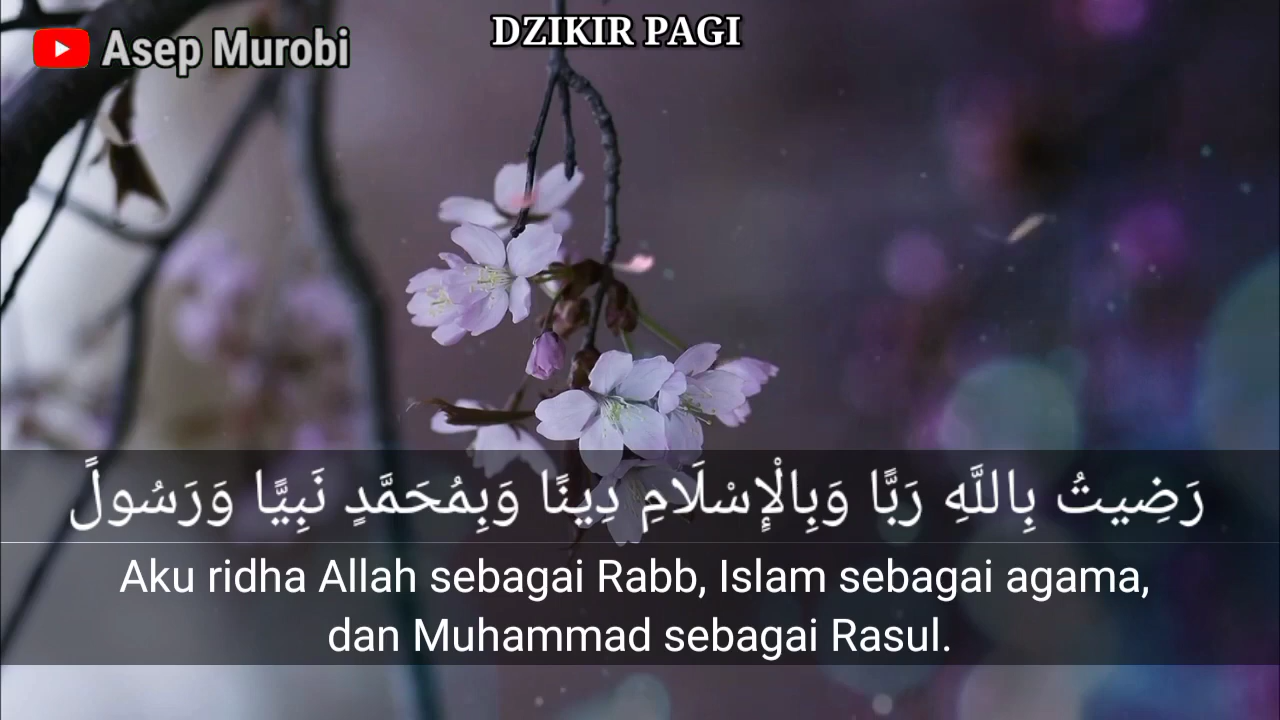 Asep Murobi
DZIKIR PAGI
رَضِيتُ بِاللَّهِ رَبًّا وَبِالْإِسْلَامِ دِينًا وَبِمُحَمَّدٍ نَبِيًّا وَرَسُولً
Aku ridha Allah sebagai Rabb, Islam sebagai agama,
dan Muhammad sebagai Rasul.